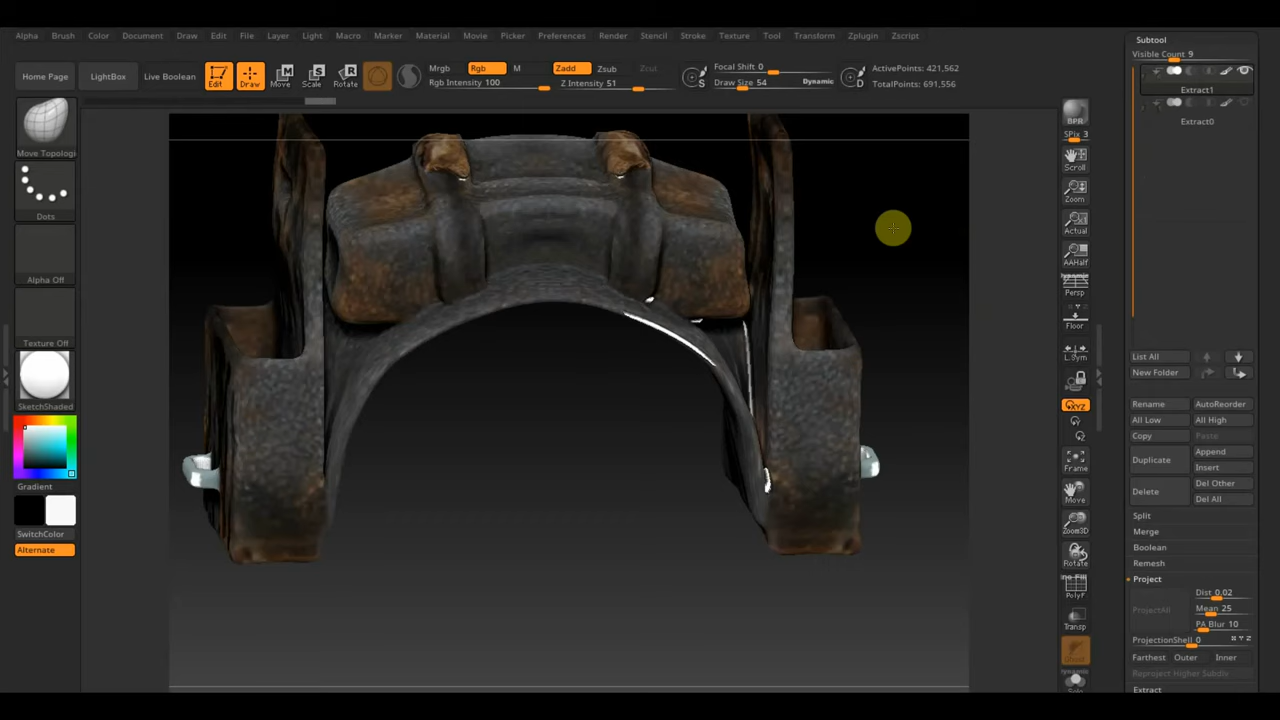 Subtool
Alpha Brush Color Document Draw Edit File Layer Light Macro Marker Material Movie Picker Preferences Render Stencil Stroke Texture Tool Transform Zplugin Zscript
Visible Count 9
Home Page LightBox Live Boolean Edit Draw Move Scale Rotate
Mrgb Rgb M Zadd Zsub Zcut
Rgb Intensity 100 Z Intensity 51
Focal Shift 0
Draw Size 54 Dynamic
S D
ActivePoints: 421,562
TotalPoints: 691,556
Extract1
Extract0
Move Topolog
Dots
Alpha Off
Texture Off
SketchShaded
Gradient
SwitchColor
Alternate
BPR
SPix 3
Scroll
Zoom
Actual
AAHalf
Dynamic
Persp
Floor
L.Sym
XYZ
Y
Z
Frame
Move
Zoom3D
Rotate
PolyF
Transp
Ghost
Dynamic
Solo
List All
New Folder
Rename AutoReorder
All Low All High
Copy Paste
Duplicate Append
Insert
Delete Del Other
Del All
Split
Merge
Boolean
Remesh
Project
ProjectAll Dist 0.02
Mean 25
PA Blur 10
ProjectionShell 0 X Y Z
Farthest Outer Inner
Reproject Higher Subdiv
Extract